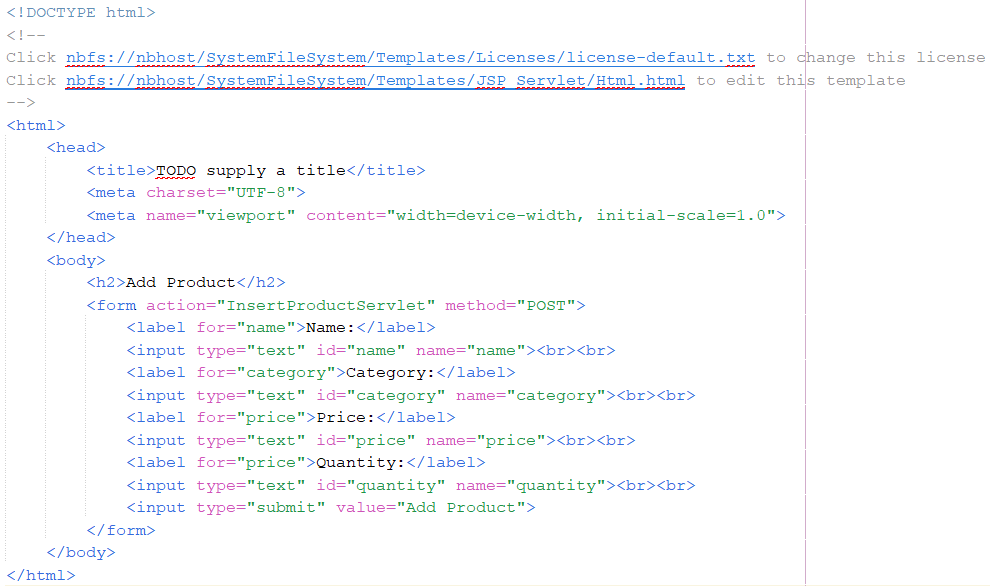 <!DOCTYPE html>
<!--
Click nbfs://nbhost/SystemFileSystem/Templates/Licenses/license-default.txt to change this license
Click nbfs://nbhost/SystemFileSystem/Templates/JSP_Servlet/Html.html to edit this template
-->
<html>
    <head>
        <title>TODO supply a title</title>
        <meta charset="UTF-8">
        <meta name="viewport" content="width=device-width, initial-scale=1.0">
    </head>
    <body>
        <h2>Add Product</h2>
        <form action="InsertProductServlet" method="POST">
            <label for="name">Name:</label>
            <input type="text" id="name" name="name"><br><br>
            <label for="category">Category:</label>
            <input type="text" id="category" name="category"><br><br>
            <label for="price">Price:</label>
            <input type="text" id="price" name="price"><br><br>
            <label for="price">Quantity:</label>
            <input type="text" id="quantity" name="quantity"><br><br>
            <input type="submit" value="Add Product">
        </form>
    </body>
</html>